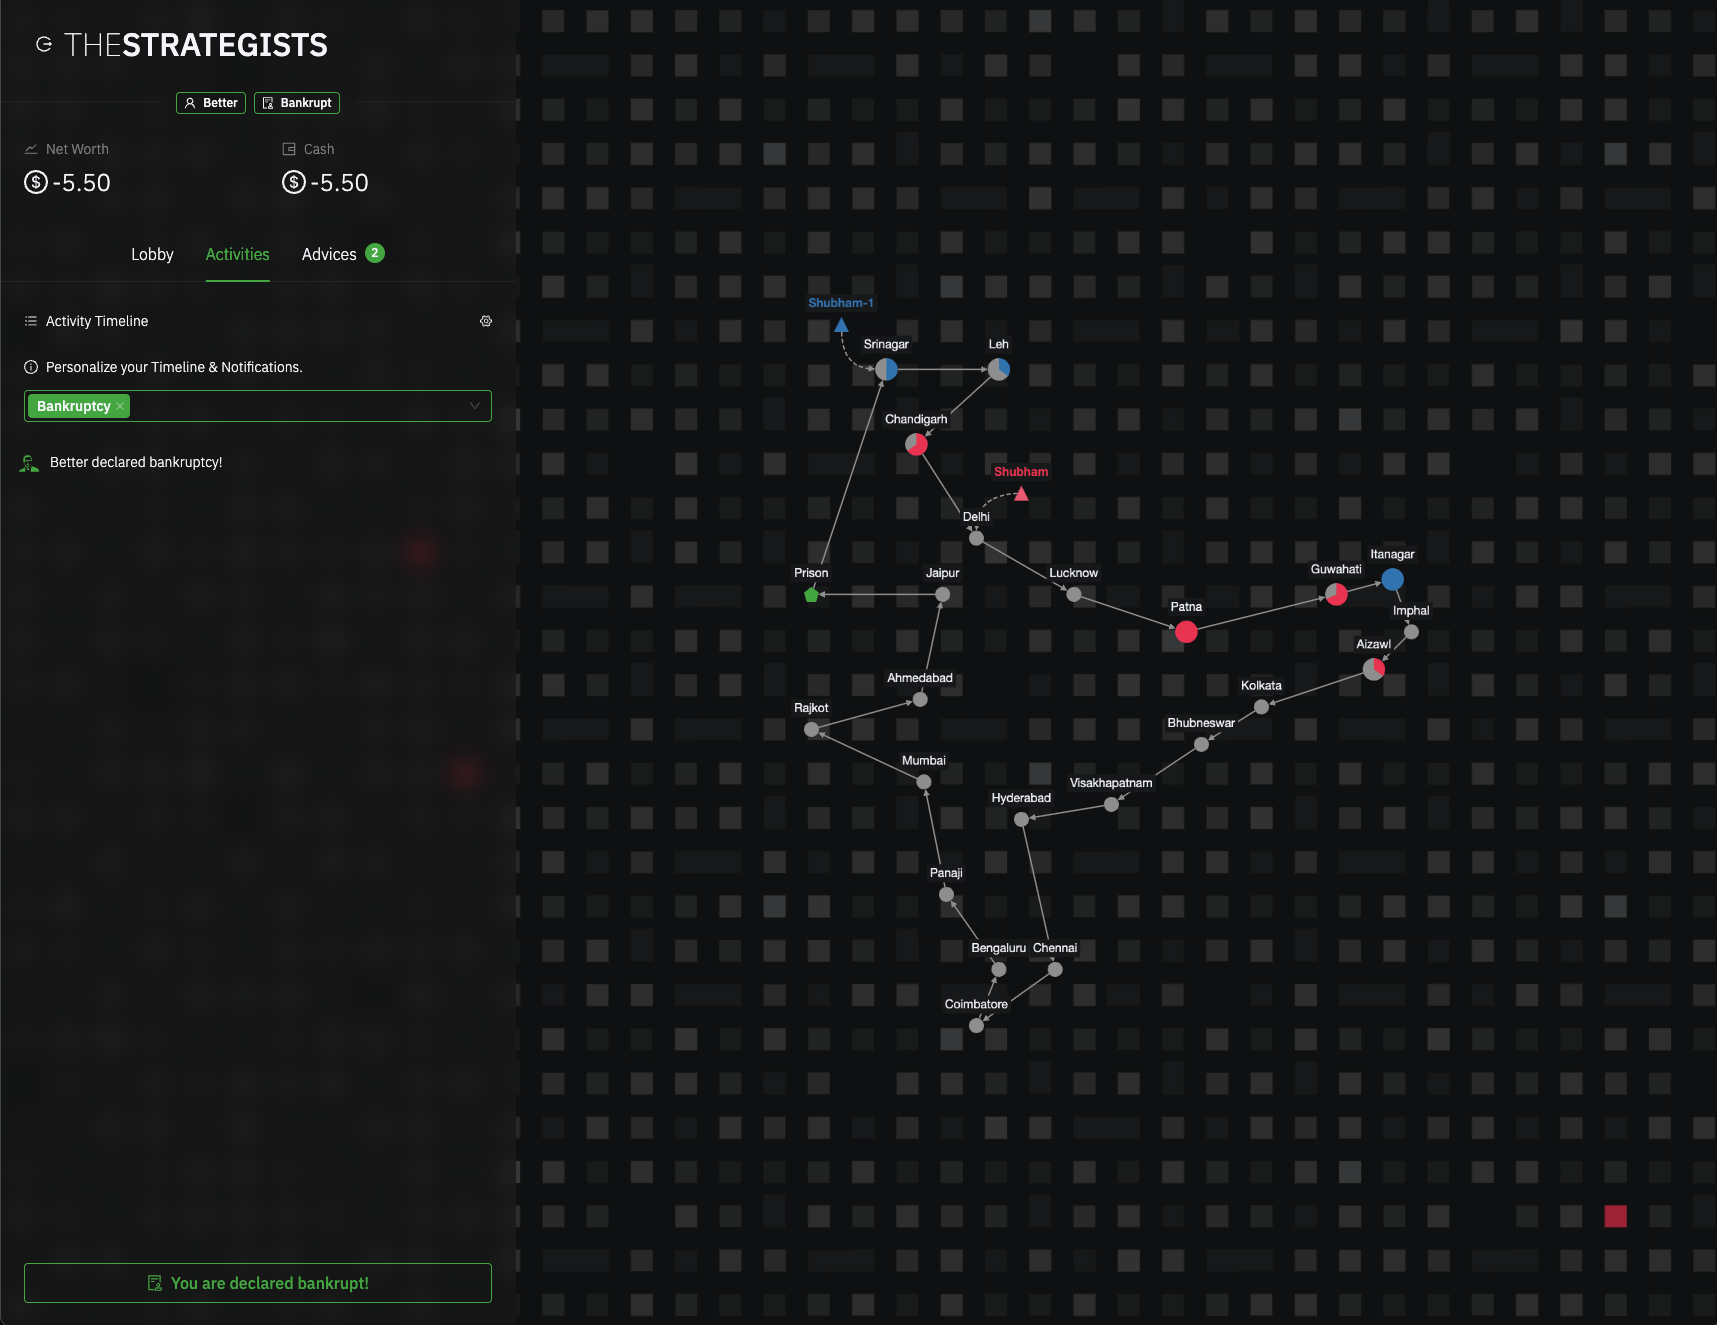 THESTRATEGISTS
Better
Bankrupt
Net Worth
Cash
$ -5.50
$ -5.50
Lobby
Activities
Advices 2
Activity Timeline
Personalize your Timeline & Notifications.
Bankruptcy ×
Better declared bankruptcy!
You are declared bankrupt!
Shubham-1
Srinagar
Leh
Chandigarh
Shubham
Delhi
Itanagar
Guwahati
Prison
Jaipur
Lucknow
Patna
Imphal
Aizawl
Ahmedabad
Kolkata
Rajkot
Bhubneswar
Mumbai
Visakhapatnam
Hyderabad
Panaji
Bengaluru
Chennai
Coimbatore